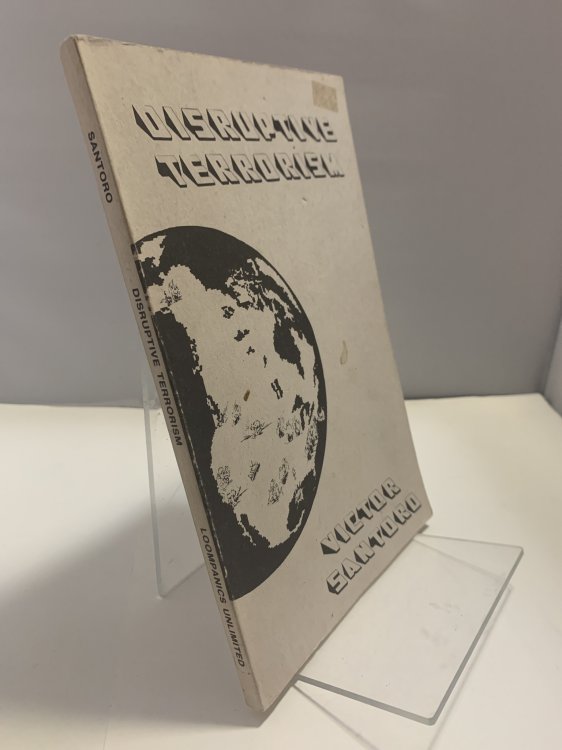 DISRUPTIVE
TERRORISM
VICTOR
SANTORO
SANTORO
DISRUPTIVE TERRORISM
LOOMPANICS UNLIMITED